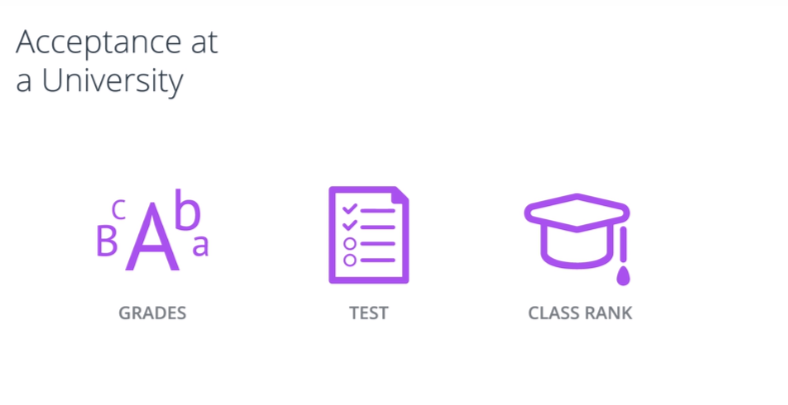 Acceptance at
a University
c b
B A a
GRADES
TEST
CLASS RANK